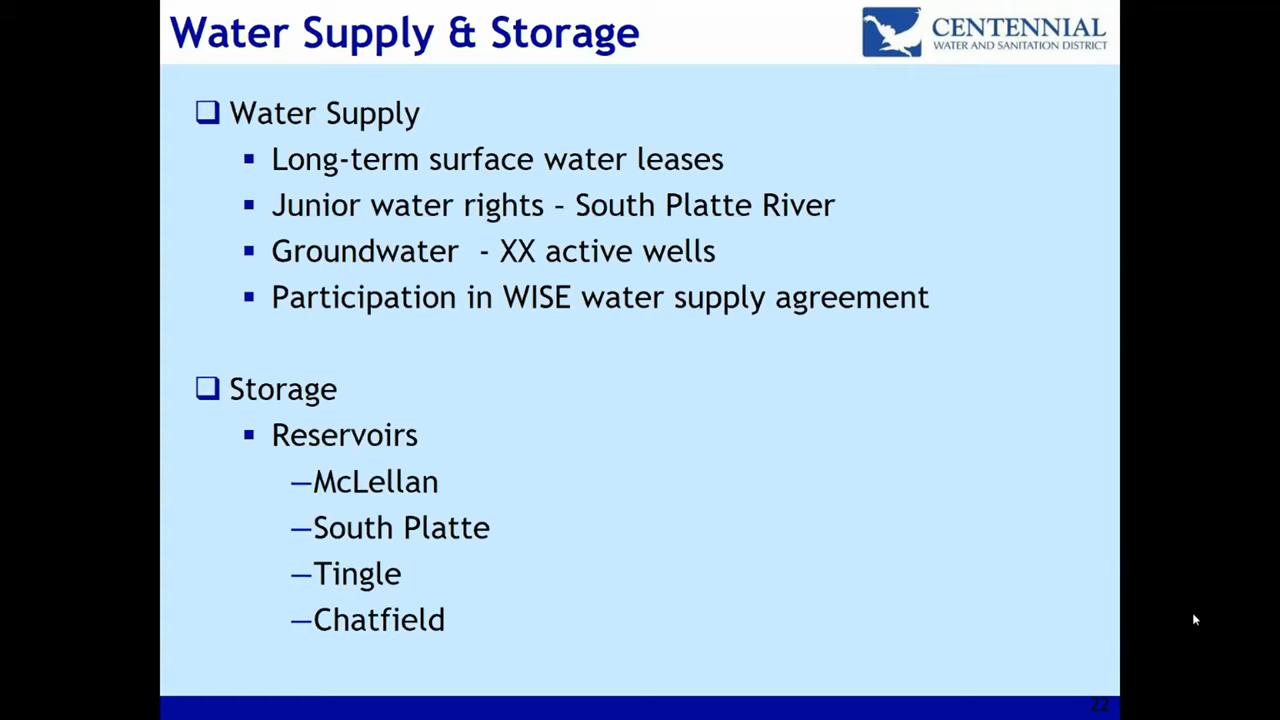 Water Supply & Storage
CENTENNIAL
WATER AND SANITATION DISTRICT
Water Supply
Long-term surface water leases
Junior water rights – South Platte River
Groundwater - XX active wells
Participation in WISE water supply agreement
Storage
Reservoirs
—McLellan
—South Platte
—Tingle
—Chatfield
22